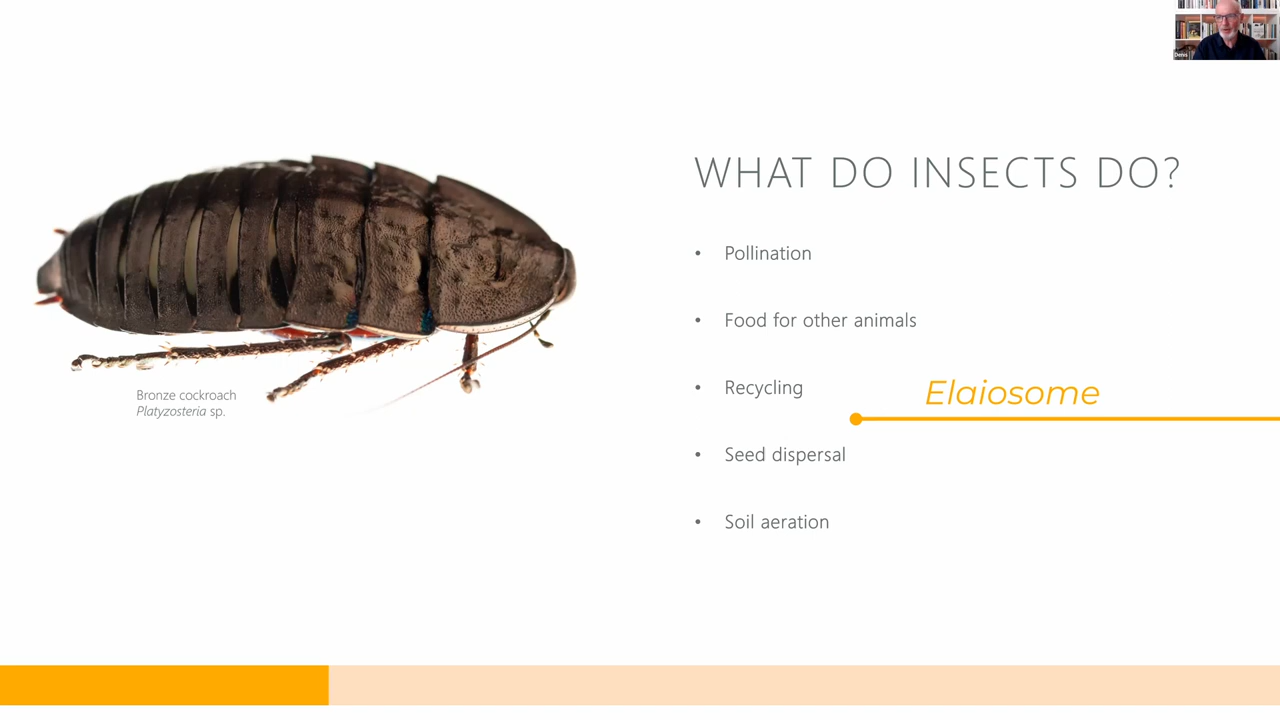 Denis
WHAT DO INSECTS DO?
Pollination
Food for other animals
Recycling
Elaiosome
Seed dispersal
Soil aeration
Bronze cockroach
Platyzosteria sp.